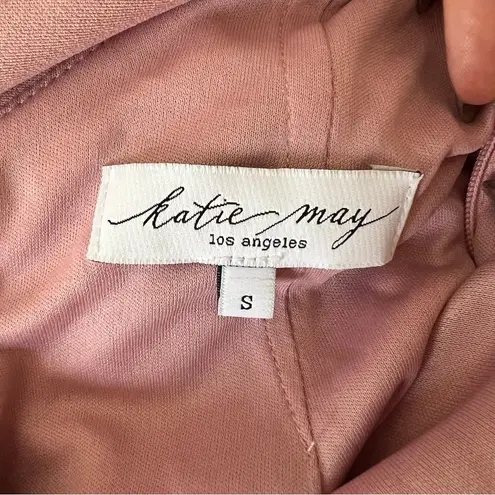 katie may
los angeles
S